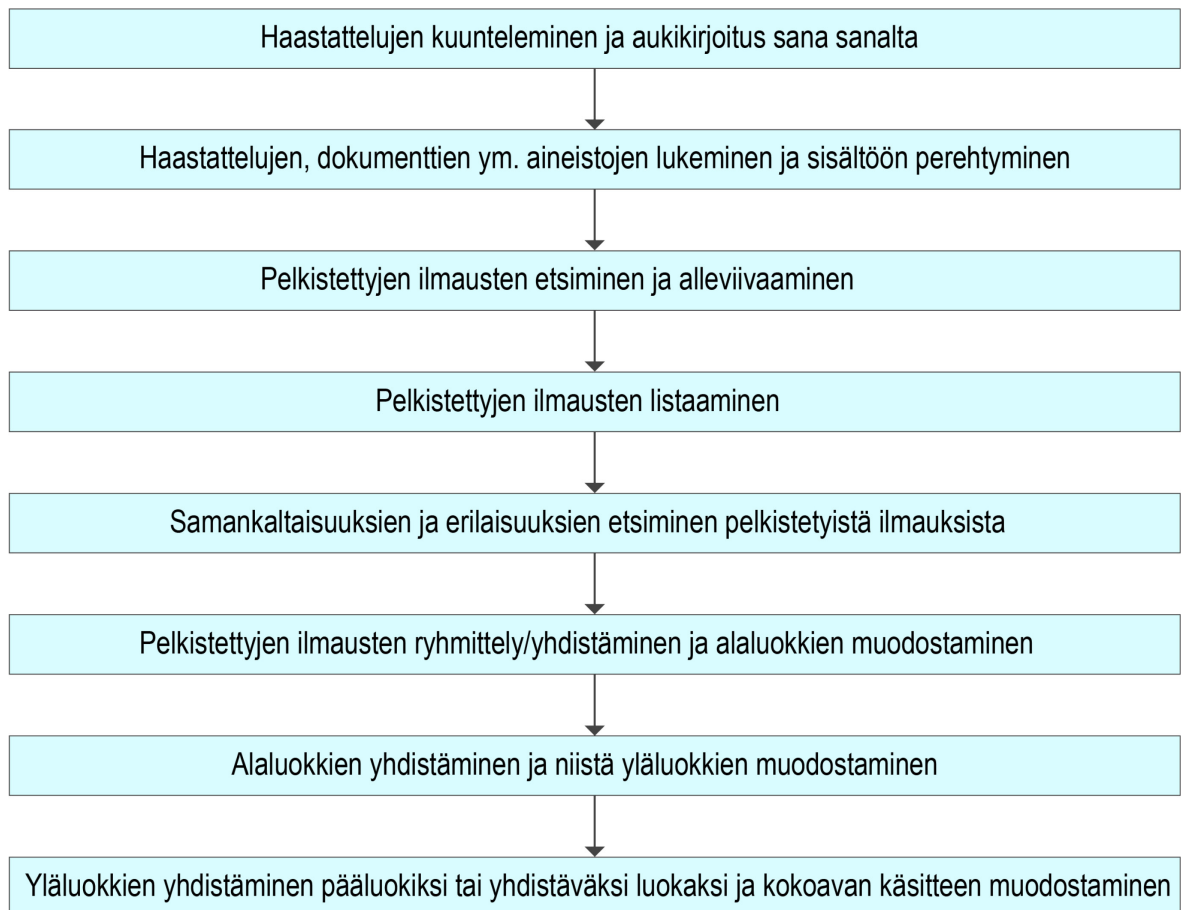 Haastattelujen kuunteleminen ja aukikirjoitus sana sanalta
Haastattelujen, dokumenttien ym. aineistojen lukeminen ja sisältöön perehtyminen
Pelkistettyjen ilmausten etsiminen ja alleviivaaminen
Pelkistettyjen ilmausten listaaminen
Samankaltaisuuksien ja erilaisuuksien etsiminen pelkistetyistä ilmauksista
Pelkistettyjen ilmausten ryhmittely/yhdistäminen ja alaluokkien muodostaminen
Alaluokkien yhdistäminen ja niistä yläluokkien muodostaminen
Yläluokkien yhdistäminen pääluokiksi tai yhdistäväksi luokaksi ja kokoavan käsitteen muodostaminen